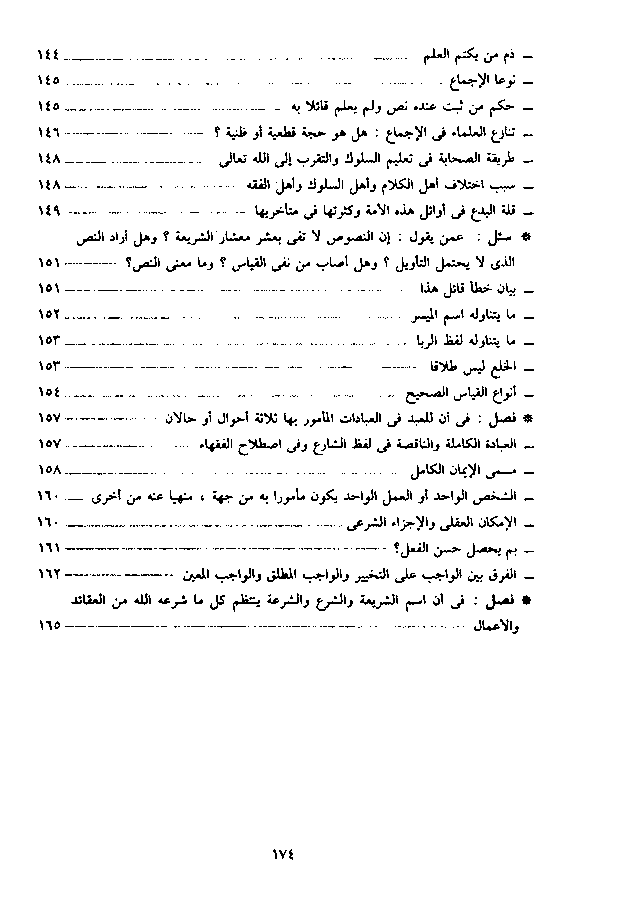 – ذم من يكتم العلم ١٤٤
– نوعا الإجماع ١٤٥
– حكم من ثبت عنده نص ولم يعلم قائلا به ١٤٥
– تنازع العلماء فى الإجماع : هل هو حجة قطعية أو ظنية ؟ ١٤٦
– طريقة الصحابة فى تعليم السلوك والتقرب إلى الله تعالى ١٤٨
– سبب اختلاف أهل الكلام وأهل السلوك وأهل الفقه ١٤٨
– قلة البدع فى أوائل هذه الأمة وكثرتها فى متأخريها ١٤٩
* سئل : عمن يقول : إن النصوص لا تفى بعشر معشار الشريعة ؟ وهل أراد النص
الذى لا يحتمل التأويل ؟ وهل أصاب من نفى القياس ؟ وما معنى النص؟ ١٥١
– بيان خطأ قائل هذا ١٥١
– ما يتناوله اسم الميسر ١٥٢
– ما يتناوله لفظ الربا ١٥٣
– الخلع ليس طلاقا ١٥٣
– أنواع القياس الصحيح ١٥٤
* فصل : فى أن للعبد فى العبادات المأمور بها ثلاثة أحوال أو حالان ١٥٧
– العبادة الكاملة والناقصة فى لفظ الشارع وفى اصطلاح الفقهاء ١٥٧
– مسمى الإيمان الكامل ١٥٨
– الشخص الواحد أو العمل الواحد يكون مأمورا به من جهة ، منهيا عنه من أخرى ١٦٠
– الإمكان العقلى والإجزاء الشرعى ١٦٠
– بم يحصل حسن الفعل؟ ١٦١
– الفرق بين الواجب على التخيير والواجب المطلق والواجب المعين ١٦٢
* فصل : فى أن اسم الشريعة والشرع والشرعة ينتظم كل ما شرعه الله من العقائد
والأعمال ١٦٥
١٧٤